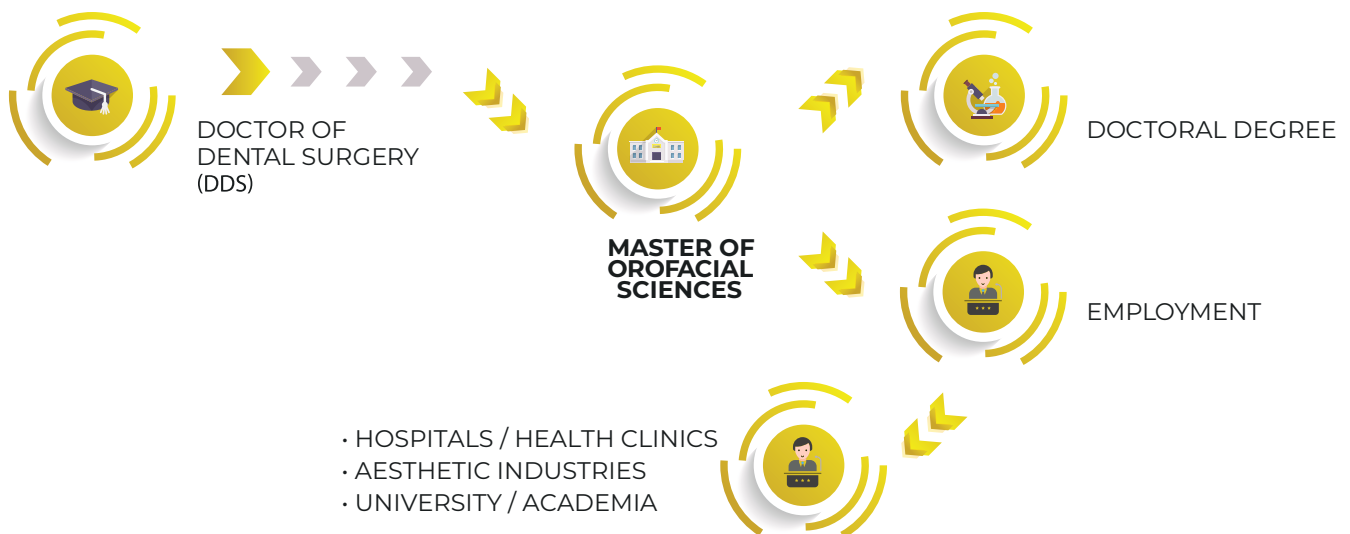 DOCTOR OF
DENTAL SURGERY
(DDS)
MASTER OF
OROFACIAL
SCIENCES
DOCTORAL DEGREE
EMPLOYMENT
• HOSPITALS / HEALTH CLINICS
• AESTHETIC INDUSTRIES
• UNIVERSITY / ACADEMIA